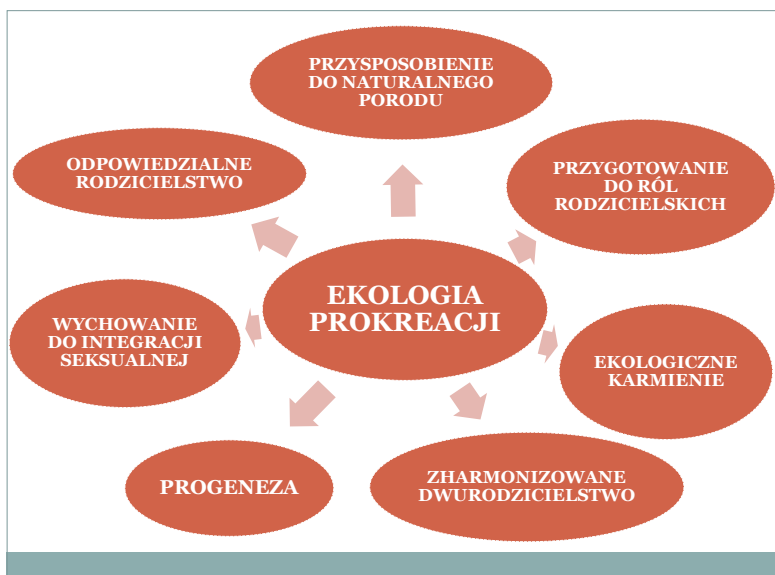 PRZYSPOSOBIENIE
DO NATURALNEGO
PORODU
ODPOWIEDZIALNE
RODZICIELSTWO
PRZYGOTOWANIE
DO RÓL
RODZICIELSKICH
EKOLOGIA
PROKREACJI
WYCHOWANIE
DO INTEGRACJI
SEKSUALNEJ
EKOLOGICZNE
KARMIENIE
PROGENEZA
ZHARMONIZOWANE
DWURODZICIELSTWO